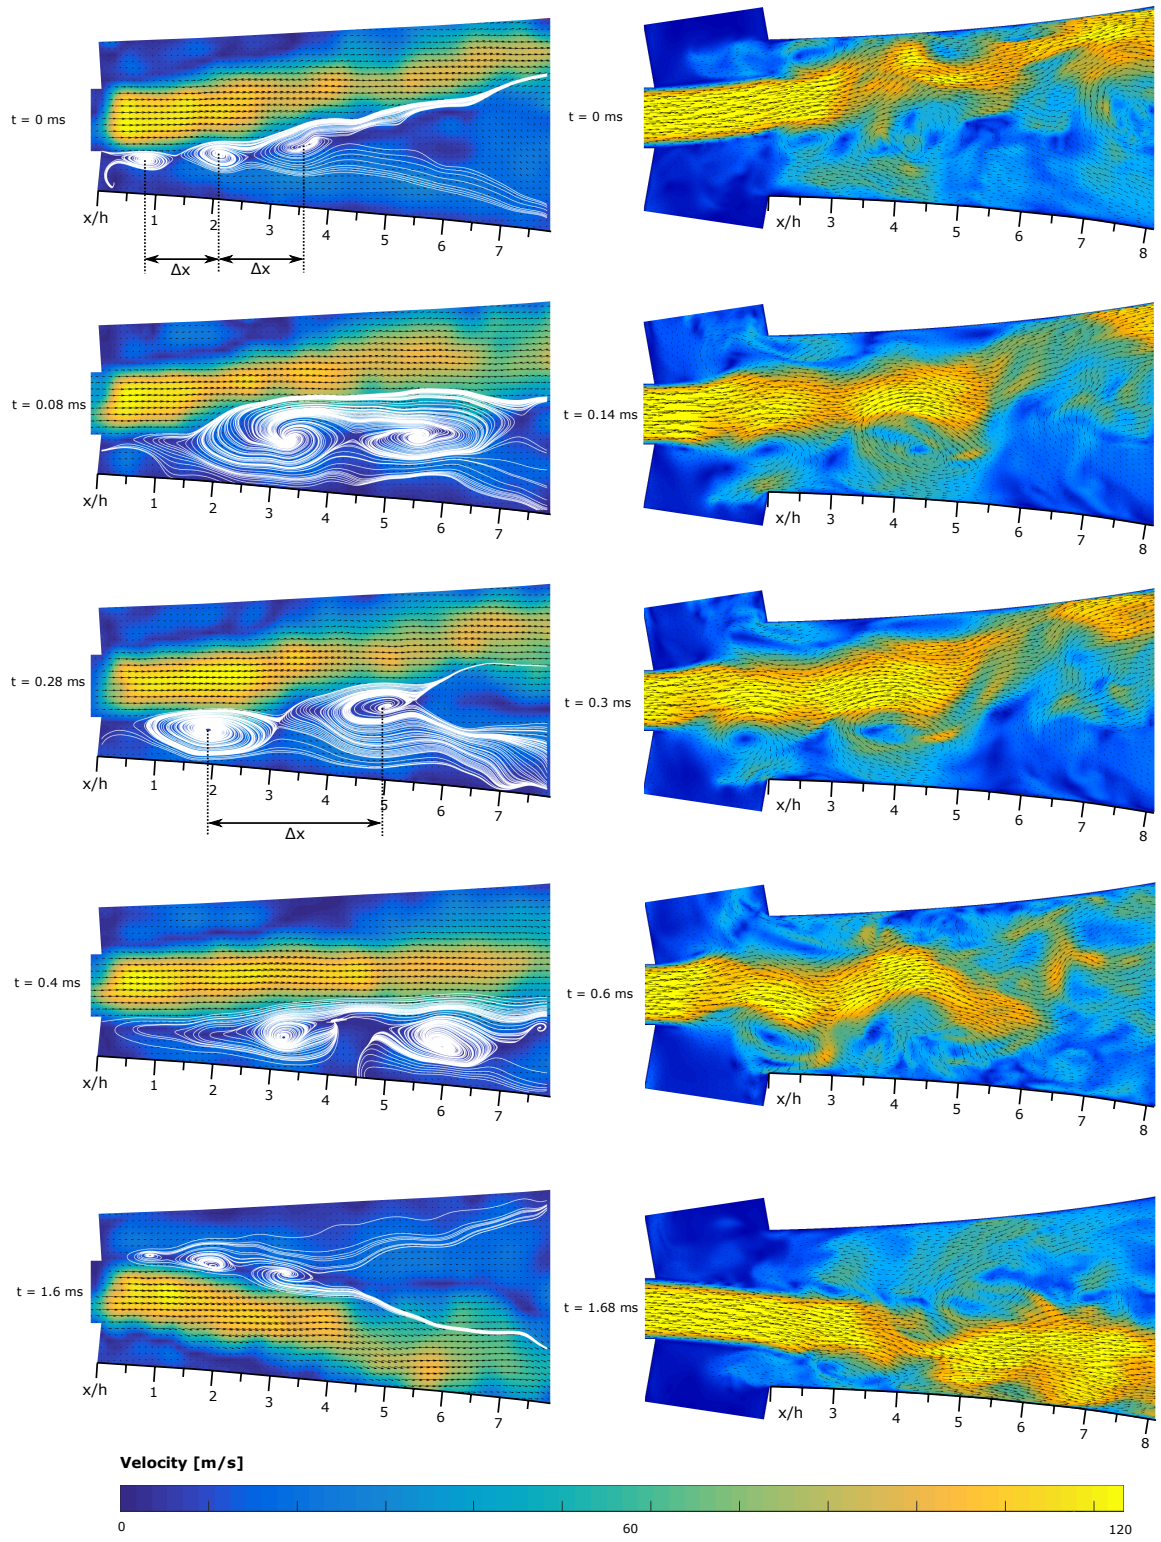 t = 0 ms
x/h 1 2 3 4 5 6 7
Δx Δx
t = 0 ms
x/h 3 4 5 6 7 8
t = 0.08 ms
x/h 1 2 3 4 5 6 7
t = 0.14 ms
x/h 3 4 5 6 7 8
t = 0.28 ms
x/h 1 2 3 4 5 6 7
Δx
t = 0.3 ms
x/h 3 4 5 6 7 8
t = 0.4 ms
x/h 1 2 3 4 5 6 7
t = 0.6 ms
x/h 3 4 5 6 7 8
t = 1.6 ms
x/h 1 2 3 4 5 6 7
t = 1.68 ms
x/h 3 4 5 6 7 8
Velocity [m/s]
0 60 120